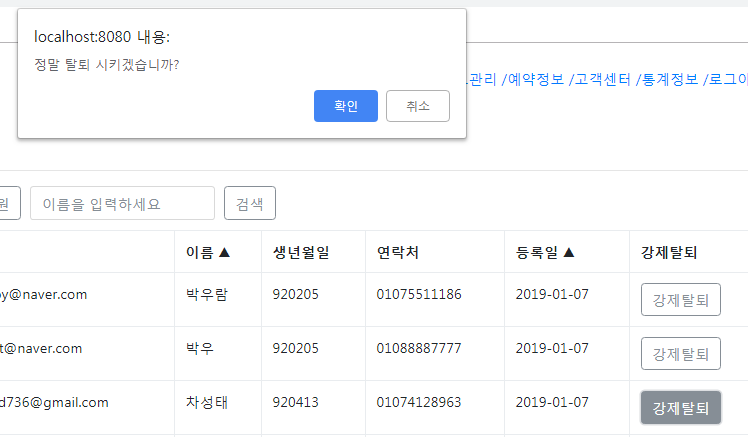 localhost:8080 내용:
정말 탈퇴 시키겠습니까?
확인 취소
관리 /예약정보 /고객센터 /통계정보 /로그아
원 이름을 입력하세요 검색
이름 ▲ 생년월일 연락처 등록일 ▲ 강제탈퇴
oy@naver.com 박우람 920205 01075511186 2019-01-07 강제탈퇴
t@naver.com 박우 920205 01088887777 2019-01-07 강제탈퇴
d736@gmail.com 차성태 920413 01074128963 2019-01-07 강제탈퇴